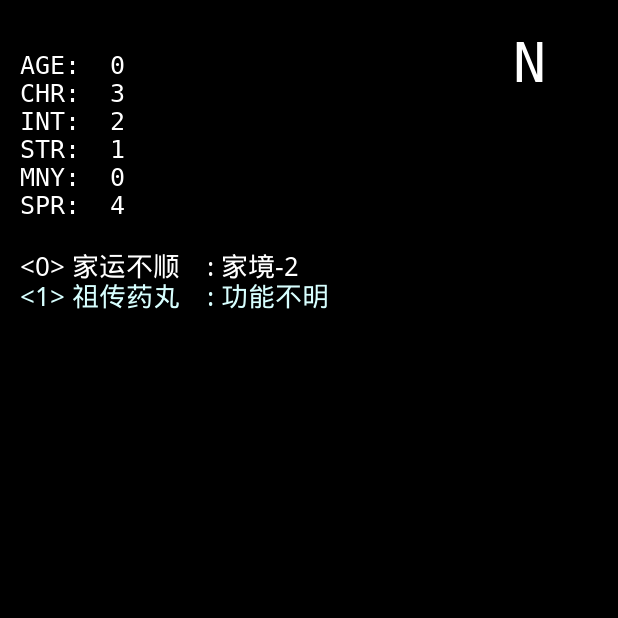 N
AGE: 0
CHR: 3
INT: 2
STR: 1
MNY: 0
SPR: 4
<0> 家运不顺 : 家境-2
<1> 祖传药丸 : 功能不明